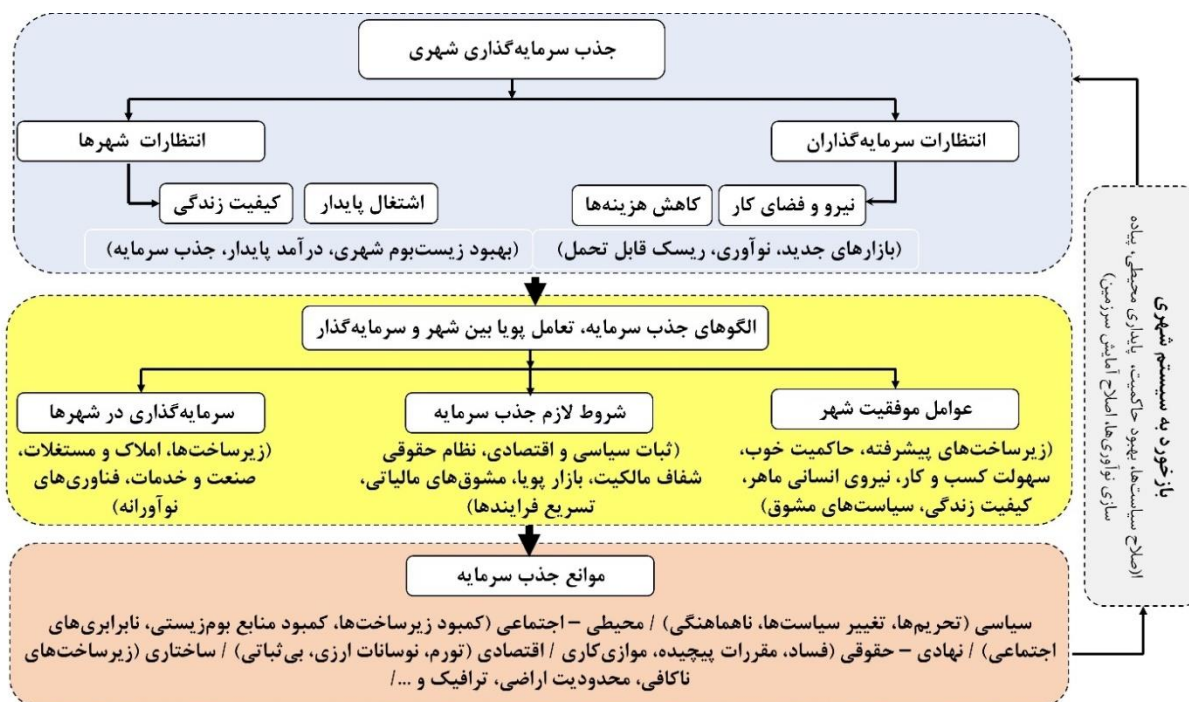 جذب سرمایه‌گذاری شهری
انتظارات سرمایه‌گذاران
انتظارات شهرها
نیرو و فضای کار
کاهش هزینه‌ها
اشتغال پایدار
کیفیت زندگی
(بازارهای جدید، نوآوری، ریسک قابل تحمل)
(بهبود زیست‌بوم شهری، درآمد پایدار، جذب سرمایه)
الگوهای جذب سرمایه، تعامل پویا بین شهر و سرمایه‌گذار
عوامل موفقیت شهر
(زیرساخت‌های پیشرفته، حاکمیت خوب،
سهولت کسب و کار، نیروی انسانی ماهر،
کیفیت زندگی، سیاست‌های مشوق)
شروط لازم جذب سرمایه
(ثبات سیاسی و اقتصادی، نظام حقوقی
شفاف مالکیت، بازار پویا، مشوق‌های مالیاتی،
تسریع فرایندها)
سرمایه‌گذاری در شهرها
(زیرساخت‌ها، املاک و مستغلات،
صنعت و خدمات، فناوری‌های
نوآورانه)
موانع جذب سرمایه
سیاسی (تحریم‌ها، تغییر سیاست‌ها، ناهماهنگی) / محیطی – اجتماعی (کمبود زیرساخت‌ها، کمبود منابع بوم‌زیستی، نابرابری‌های
اجتماعی) / نهادی – حقوقی (فساد، مقررات پیچیده، موازی‌کاری / اقتصادی (تورم، نوسانات ارزی، بی‌ثباتی) / ساختاری (زیرساخت‌های
ناکافی، محدودیت اراضی، ترافیک و ...)/
بازخورد به سیستم شهری
(اصلاح سیاست‌ها، بهبود حاکمیت، پایداری محیطی، پیاده
سازی نوآوری‌ها، اصلاح آمایش سرزمین)